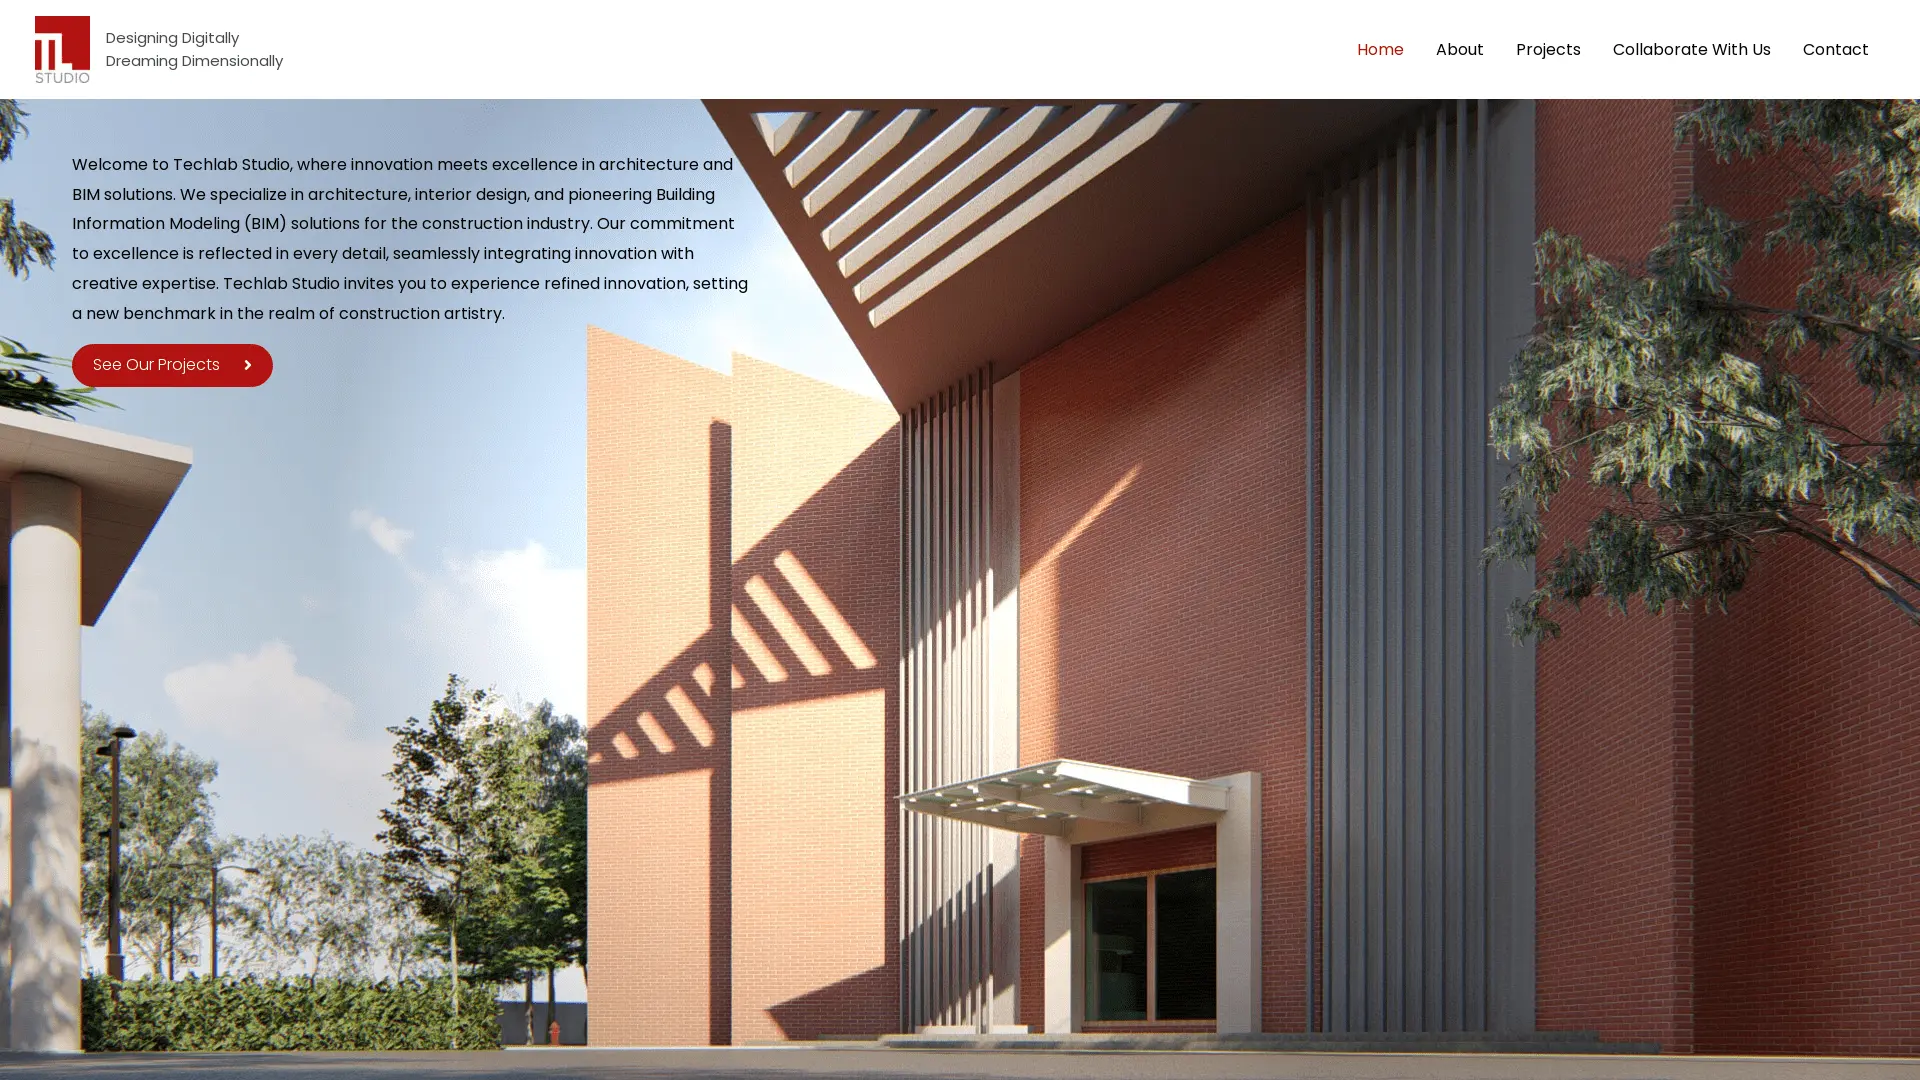 STUDIO
Designing Digitally
Dreaming Dimensionally
Home About Projects Collaborate With Us Contact
Welcome to Techlab Studio, where innovation meets excellence in architecture and
BIM solutions. We specialize in architecture, interior design, and pioneering Building
Information Modeling (BIM) solutions for the construction industry. Our commitment
to excellence is reflected in every detail, seamlessly integrating innovation with
creative expertise. Techlab Studio invites you to experience refined innovation, setting
a new benchmark in the realm of construction artistry.
See Our Projects